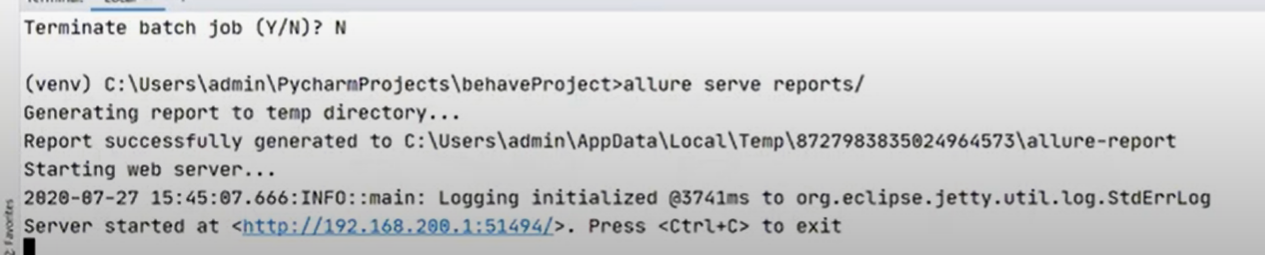 Terminate batch job (Y/N)? N
(venv) C:\Users\admin\PycharmProjects\behaveProject>allure serve reports/
Generating report to temp directory...
Report successfully generated to C:\Users\admin\AppData\Local\Temp\8727983835024964573\allure-report
Starting web server...
2020-07-27 15:45:07.666:INFO::main: Logging initialized @3741ms to org.eclipse.jetty.util.log.StdErrLog
Server started at <http://192.168.200.1:51494/>. Press <Ctrl+C> to exit
2: Favorites